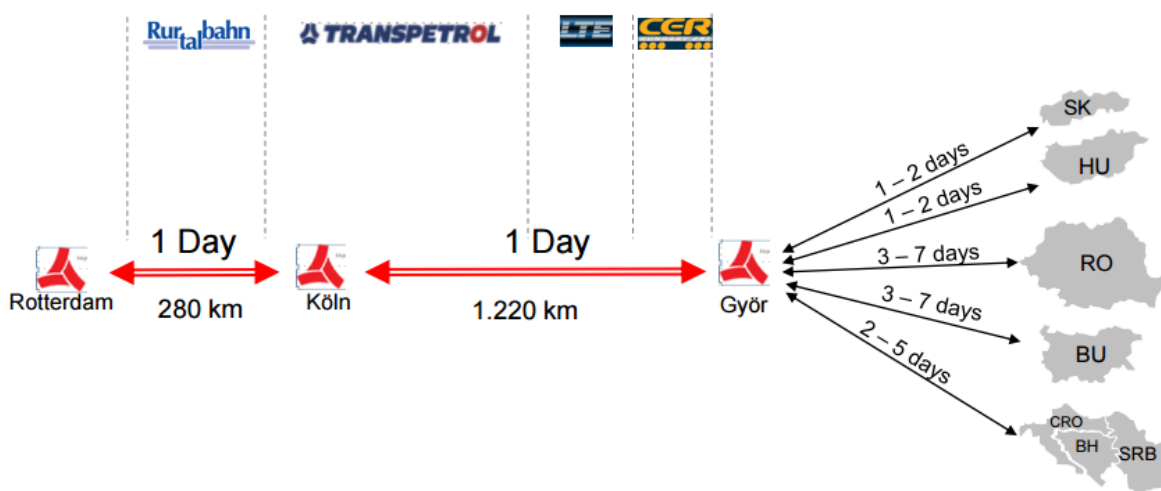 Rurtalbahn
TRANSPETROL
LTE
CER
1 Day
1 Day
Rotterdam
280 km
Köln
1.220 km
Györ
1 – 2 days
1 – 2 days
3 – 7 days
3 – 7 days
2 – 5 days
SK
HU
RO
BU
CRO
BH
SRB